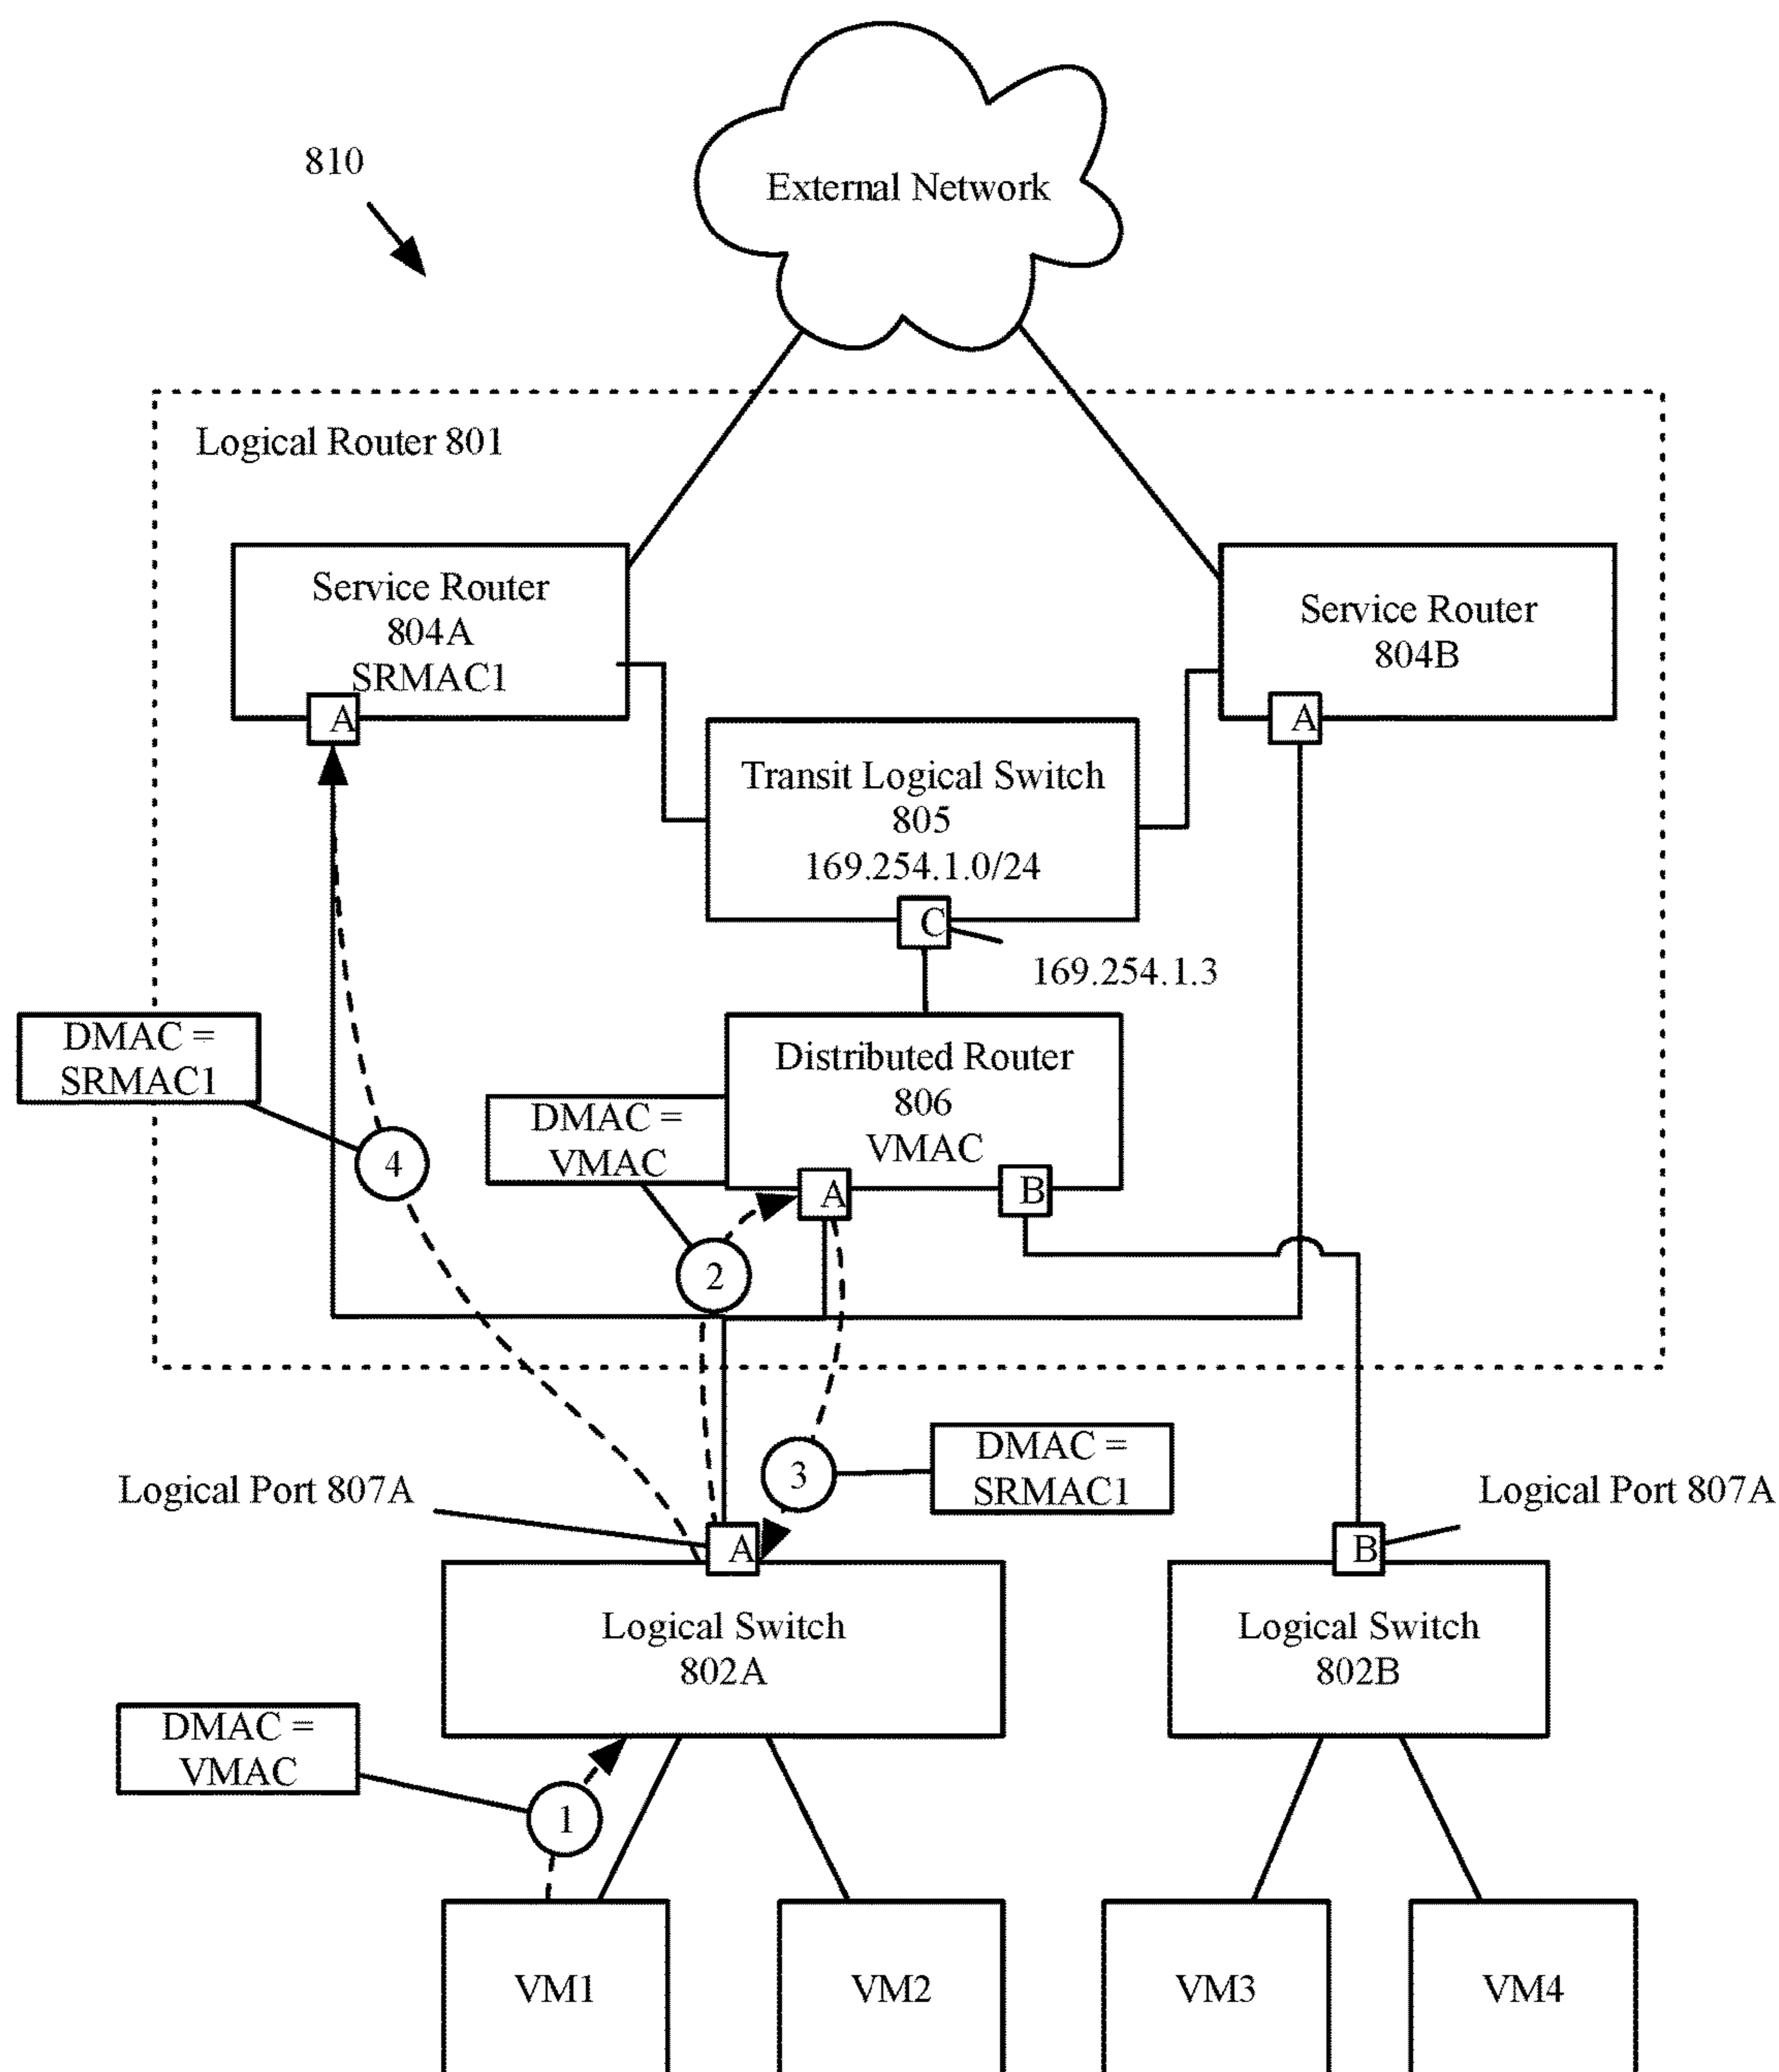 810
External Network
Logical Router 801
Service Router
804A
SRMAC1
A
Service Router
804B
A
Transit Logical Switch
805
169.254.1.0/24
C
169.254.1.3
DMAC =
SRMAC1
4
Distributed Router
806
VMAC
DMAC =
VMAC
A
B
2
3
DMAC =
SRMAC1
Logical Port 807A
Logical Port 807A
A
B
Logical Switch
802A
Logical Switch
802B
DMAC =
VMAC
1
VM1
VM2
VM3
VM4